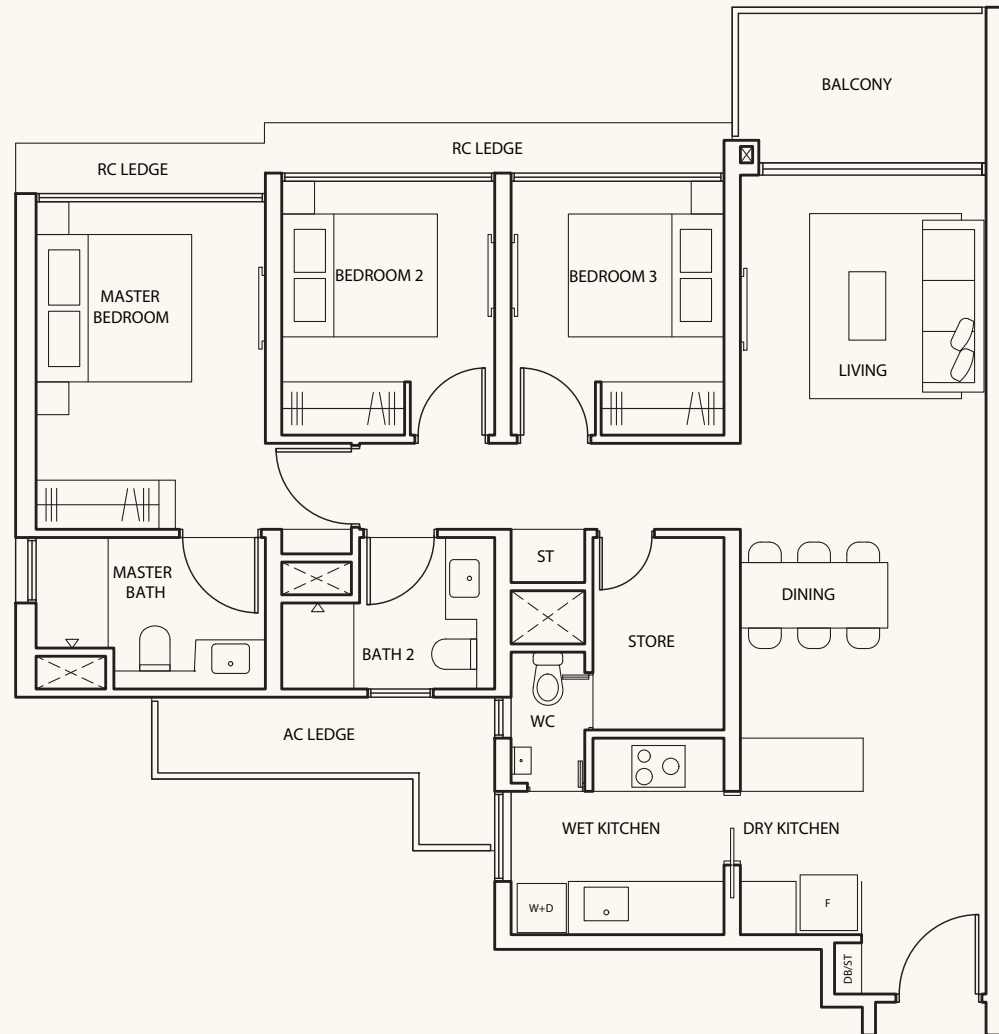 BALCONY
RC LEDGE
RC LEDGE
BEDROOM 2
BEDROOM 3
MASTER
BEDROOM
LIVING
ST
MASTER
BATH
DINING
STORE
BATH 2
WC
AC LEDGE
WET KITCHEN
DRY KITCHEN
W+D
F
DB/ST